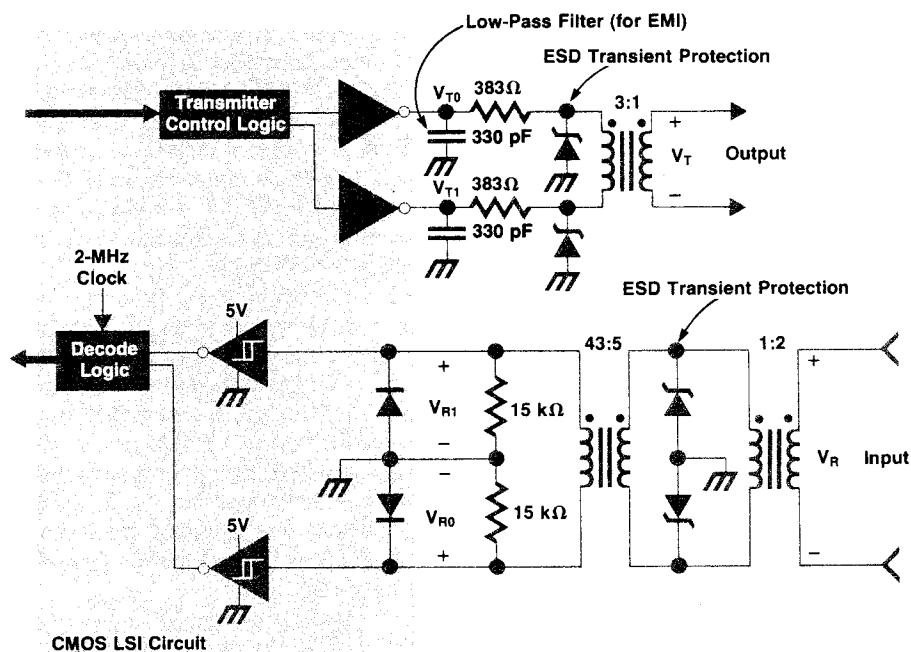 Low-Pass Filter (for EMI)
ESD Transient Protection
Transmitter
Control Logic
VT0
383Ω
330 pF
3:1
+
VT
−
Output
VT1
383Ω
330 pF
2-MHz
Clock
ESD Transient Protection
5V
Decode
Logic
43:5
1:2
+
VR1
−
15 kΩ
+
VR
−
Input
−
VR0
+
15 kΩ
5V
CMOS LSI Circuit